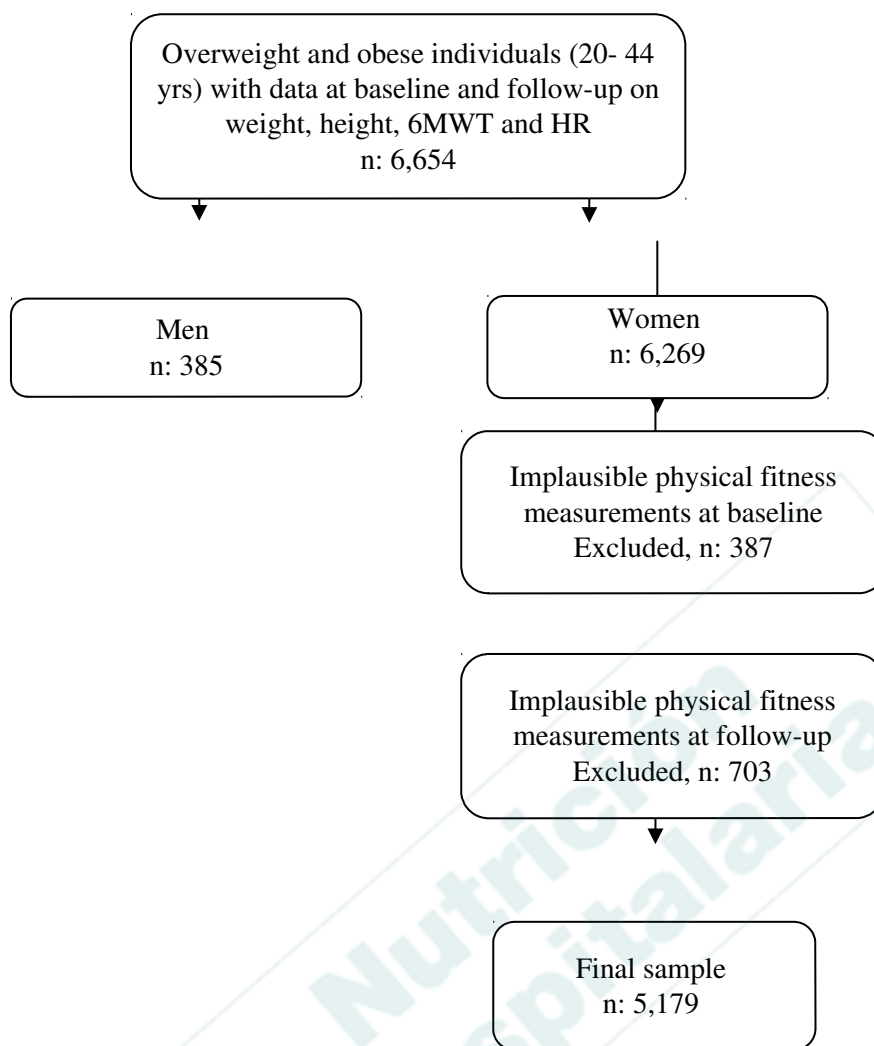 Overweight and obese individuals (20- 44
yrs) with data at baseline and follow-up on
weight, height, 6MWT and HR
n: 6,654
Men
n: 385
Women
n: 6,269
Implausible physical fitness
measurements at baseline
Excluded, n: 387
Implausible physical fitness
measurements at follow-up
Excluded, n: 703
Final sample
n: 5,179
Nutrición
spitalaria